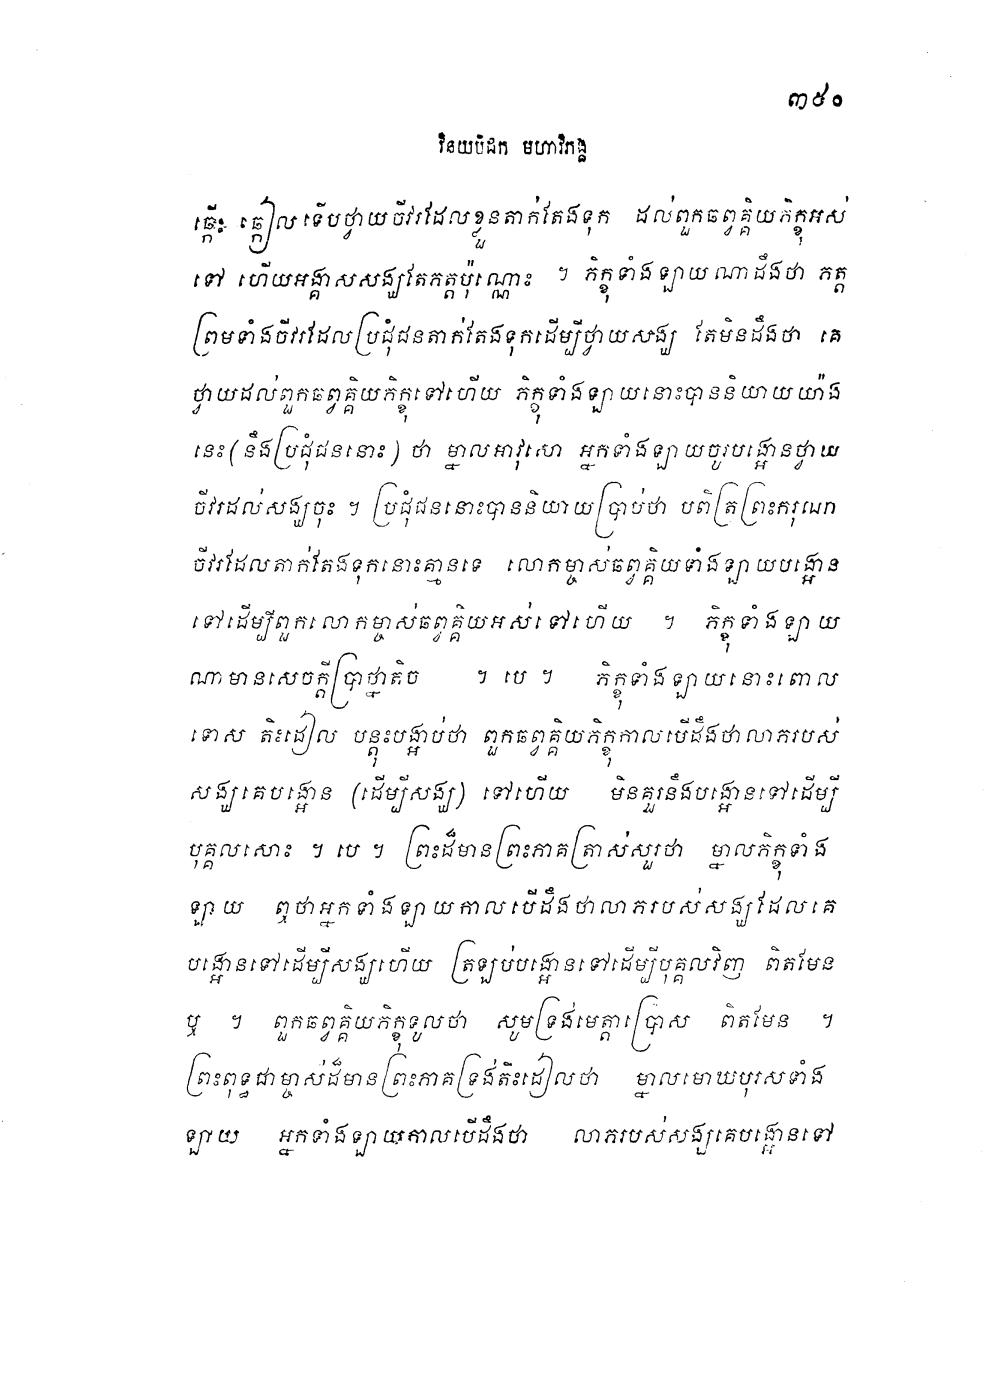 ៣៥០
វិនយបិដក មហាវិភង្គ
ឆ្កើះ ឆ្កៀល ទើបថ្វាយចីវរដែលខ្លួនតាក់តែងទុក ដល់ពួកឆព្វគ្គិយភិក្ខុអស់
ទៅ ហើយអង្គាសសង្ឃតែភត្តប៉ុណ្ណោះ ។ ភិក្ខុទាំងឡាយណាដឹងថា ភត្ត
ព្រមទាំងចីវរដែលប្រជុំជនតាក់តែងទុកដើម្បីថ្វាយសង្ឃ តែមិនដឹងថា គេ
ថ្វាយដល់ពួកឆព្វគ្គិយភិក្ខុទៅហើយ ភិក្ខុទាំងឡាយនោះបាននិយាយយ៉ាង
នេះ (នឹងប្រជុំជននោះ) ថា ម្នាលអាវុសោ អ្នកទាំងឡាយចូរបង្អោនថ្វាយ
ចីវរដល់សង្ឃចុះ ។ ប្រជុំជននោះបាននិយាយប្រាប់ថា បពិត្រព្រះករុណា
ចីវរដែលតាក់តែងទុកនោះគ្មានទេ លោកម្ចាស់ឆព្វគ្គិយទាំងឡាយបង្អោន
ទៅដើម្បីពួកលោកម្ចាស់ឆព្វគ្គិយអស់ទៅហើយ ។ ភិក្ខុទាំងឡាយ
ណាមានសេចក្តីប្រាថ្នាតិច ។ បេ ។ ភិក្ខុទាំងឡាយនោះពោល
ទោស តិះដៀល បន្តុះបង្អាប់ថា ពួកឆព្វគ្គិយភិក្ខុកាលបើដឹងថាលាភរបស់
សង្ឃគេបង្អោន (ដើម្បីសង្ឃ) ទៅហើយ មិនគួរនឹងបង្អោនទៅដើម្បី
បុគ្គលសោះ ។ បេ ។ ព្រះដ៏មានព្រះភាគត្រាស់សួរថា ម្នាលភិក្ខុទាំង
ឡាយ ឮថាអ្នកទាំងឡាយកាលបើដឹងថាលាភរបស់សង្ឃដែលគេ
បង្អោនទៅដើម្បីសង្ឃហើយ ត្រឡប់បង្អោនទៅដើម្បីបុគ្គលវិញ ពិតមែន
ឬ ។ ពួកឆព្វគ្គិយភិក្ខុទូលថា សូមទ្រង់មេត្តាប្រោស ពិតមែន ។
ព្រះពុទ្ធជាម្ចាស់ដ៏មានព្រះភាគទ្រង់តិះដៀលថា ម្នាលមោឃបុរសទាំង
ឡាយ អ្នកទាំងឡាយកាលបើដឹងថា លាភរបស់សង្ឃគេបង្អោនទៅ